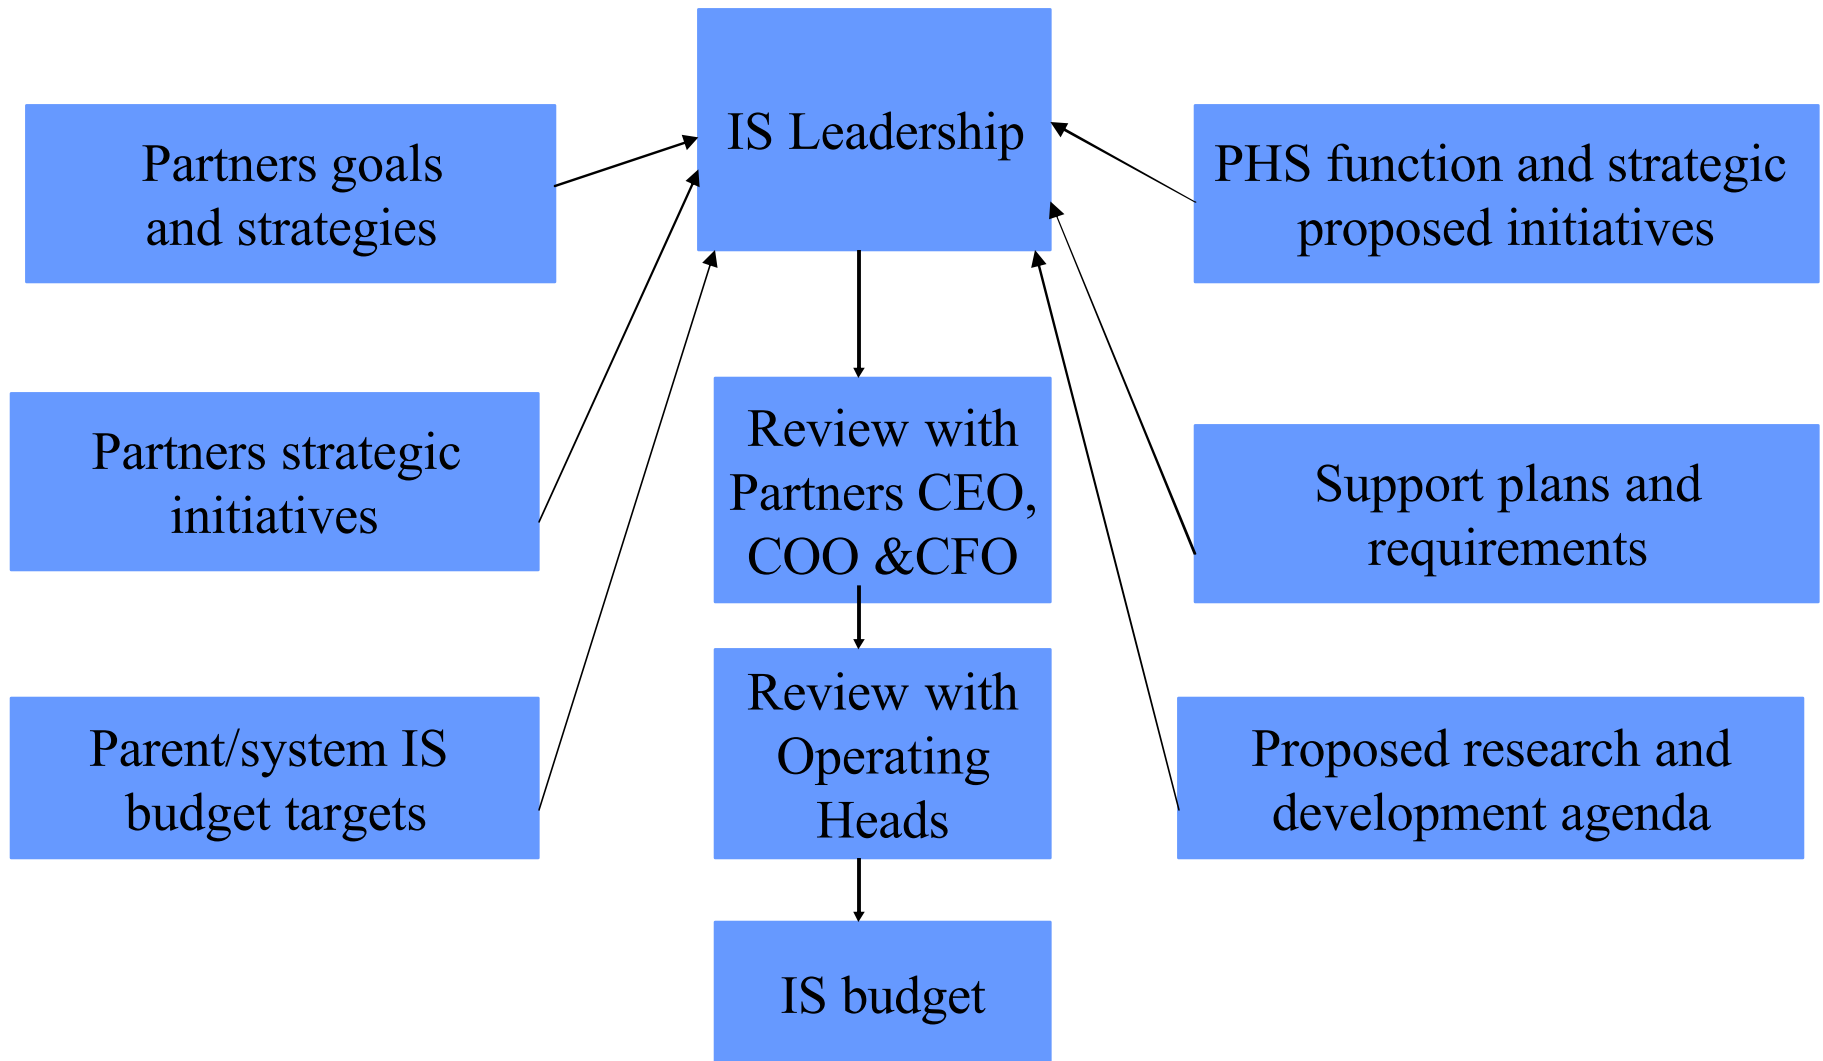 IS Leadership
Partners goals
and strategies
PHS function and strategic
proposed initiatives
Partners strategic
initiatives
Review with
Partners CEO,
COO &CFO
Support plans and
requirements
Parent/system IS
budget targets
Review with
Operating
Heads
Proposed research and
development agenda
IS budget